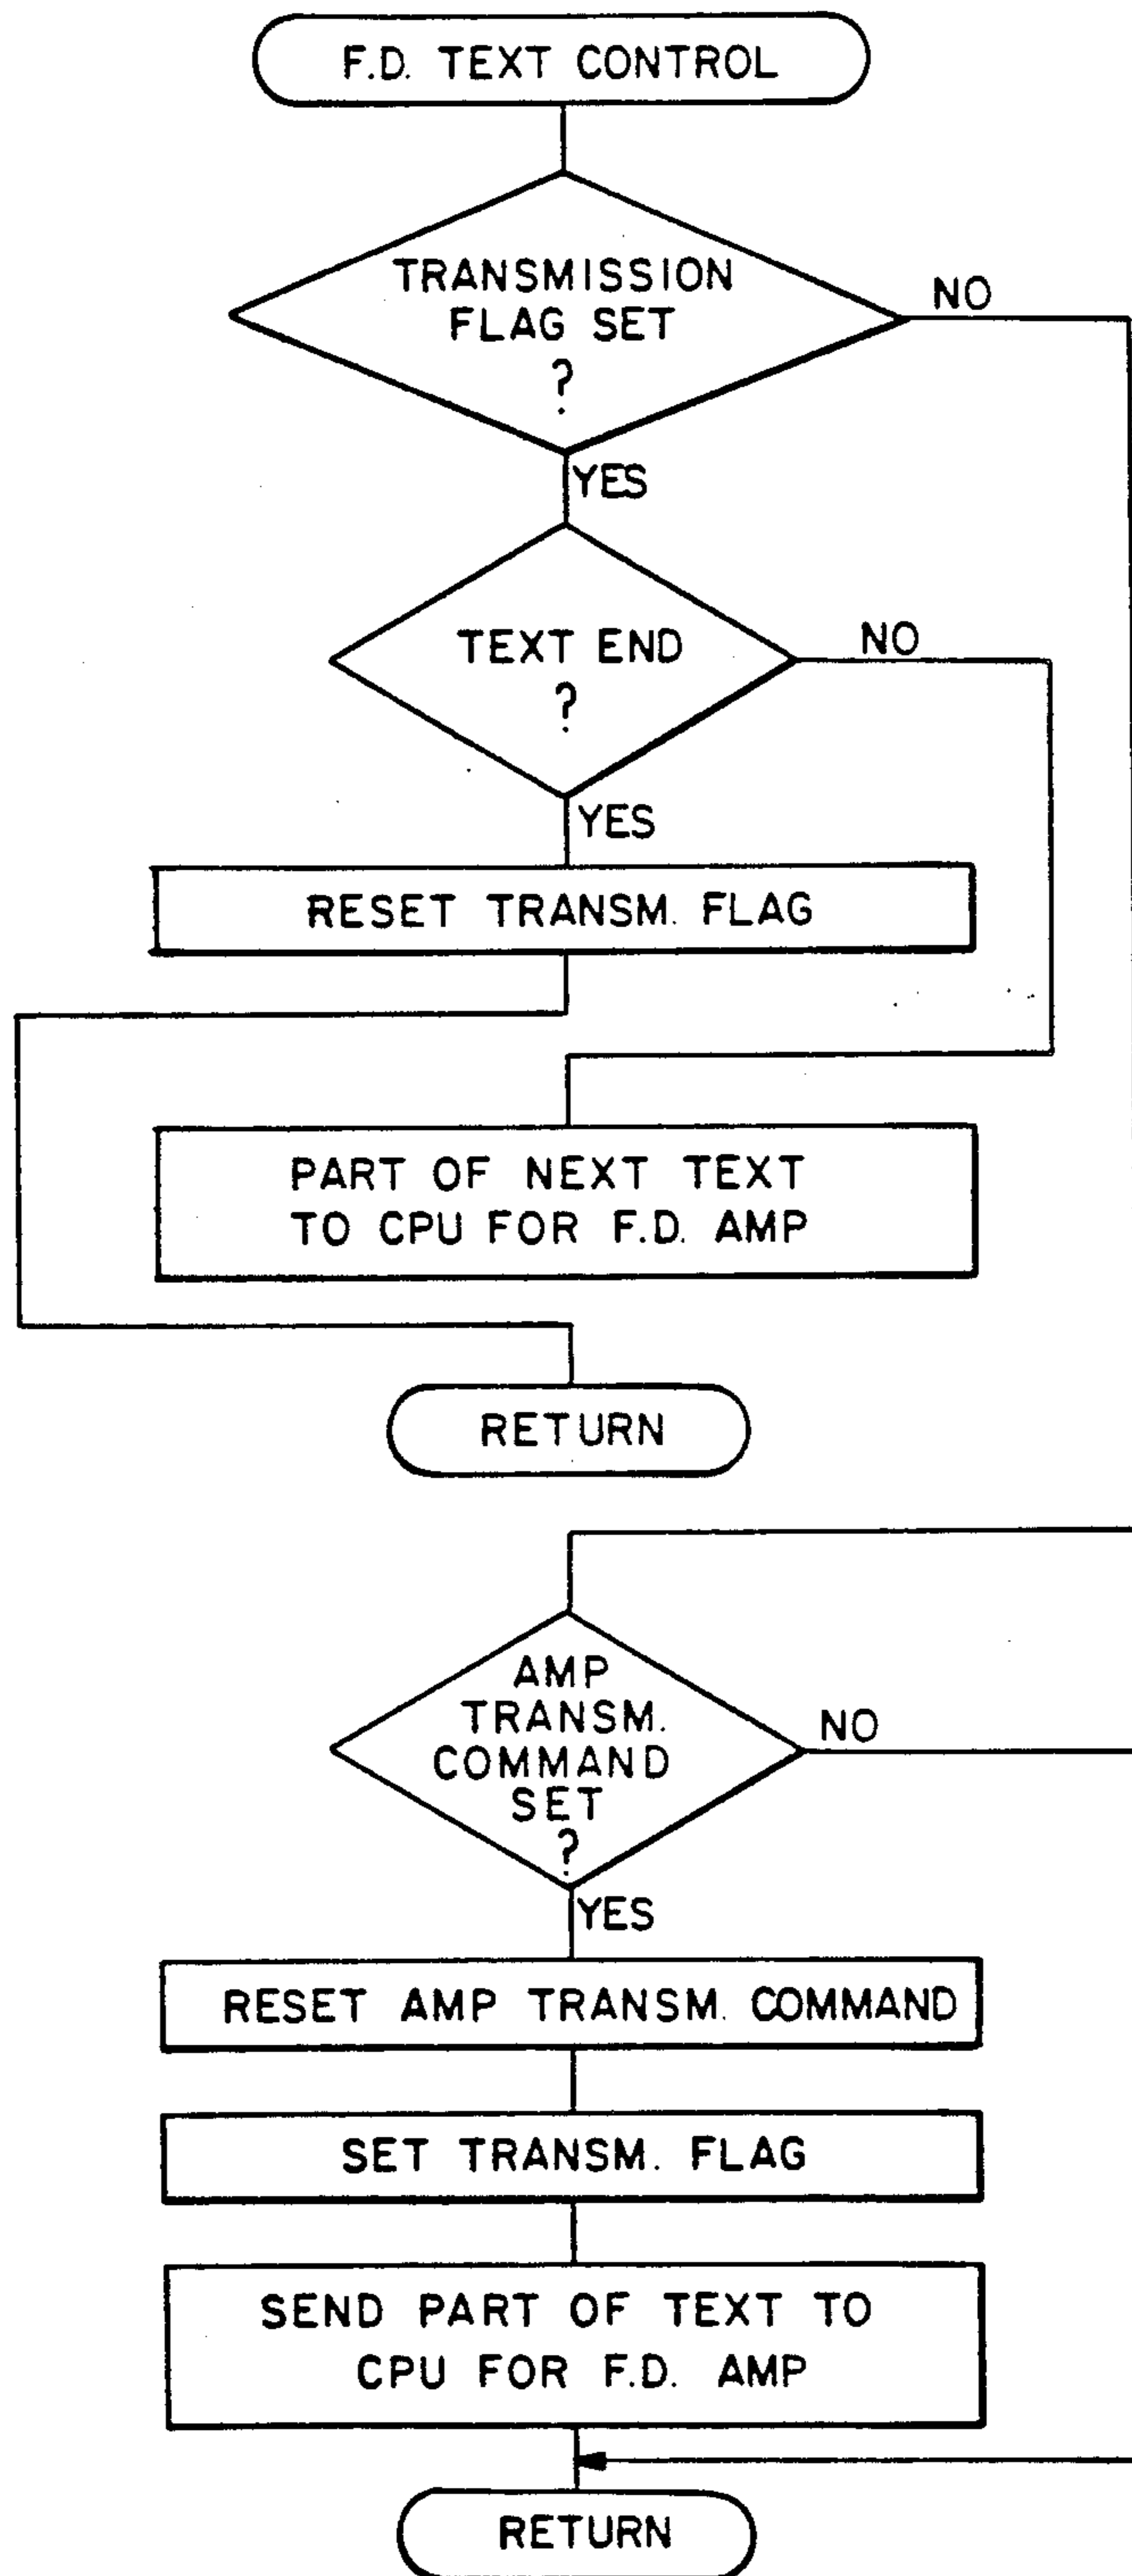 F.D. TEXT CONTROL
TRANSMISSION
FLAG SET
?
NO
YES
TEXT END
?
NO
YES
RESET TRANSM. FLAG
PART OF NEXT TEXT
TO CPU FOR F.D. AMP
RETURN
AMP
TRANSM.
COMMAND
SET
?
NO
YES
RESET AMP TRANSM. COMMAND
SET TRANSM. FLAG
SEND PART OF TEXT TO
CPU FOR F.D. AMP
RETURN